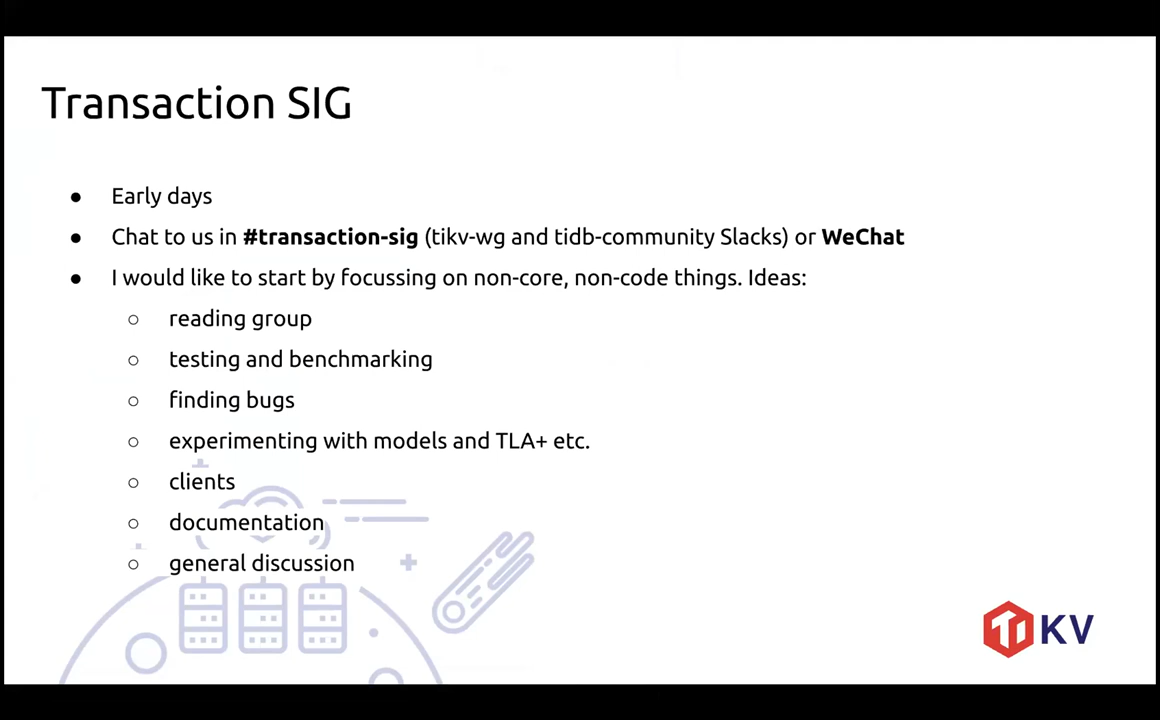 Transaction SIG
● Early days
● Chat to us in #transaction-sig (tikv-wg and tidb-community Slacks) or WeChat
● I would like to start by focussing on non-core, non-code things. Ideas:
○ reading group
○ testing and benchmarking
○ finding bugs
○ experimenting with models and TLA+ etc.
○ clients
○ documentation
○ general discussion
TiKV